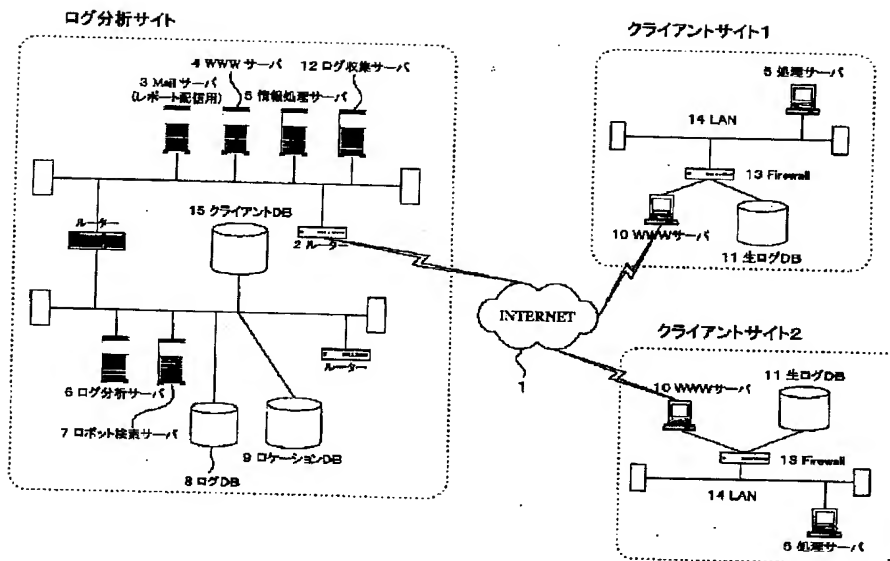 ログ分析サイト
4 WWW サーバ
12 ログ収集サーバ
3 Mail サーバ
(レポート配信用)
5 情報処理サーバ
ルーター
15 クライアントDB
2 ルーター
ルーター
6 ログ分析サーバ
7 ロボット検索サーバ
8 ログDB
9 ロケーションDB
INTERNET
1
クライアントサイト1
5 処理サーバ
14 LAN
13 Firewall
10 WWWサーバ
11 生ログDB
クライアントサイト2
10 WWWサーバ
11 生ログDB
13 Firewall
14 LAN
5 処理サーバ